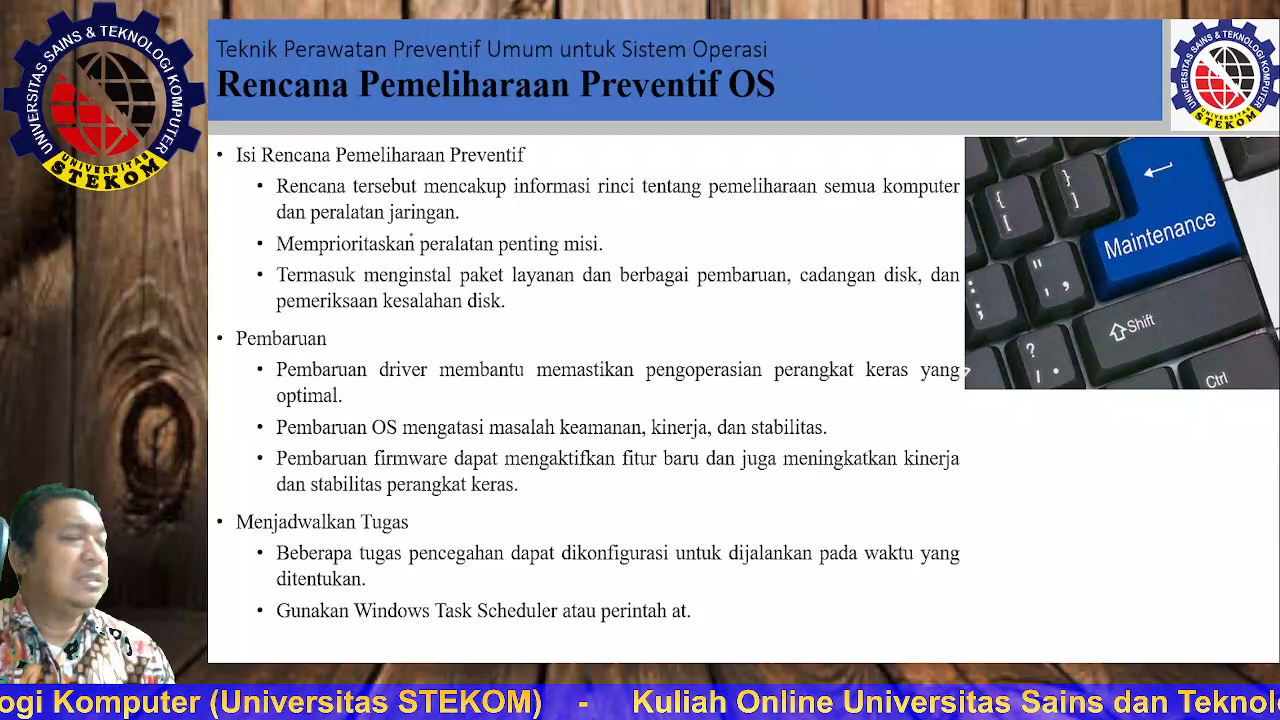 UNIVERSITAS SAINS & TEKNOLOGI KOMPUTER
UNIVERSITAS
STEKOM
Teknik Perawatan Preventif Umum untuk Sistem Operasi
Rencana Pemeliharaan Preventif OS
UNIVERSITAS SAINS & TEKNOLOGI KOMPUTER
UNIVERSITAS
STEKOM
• Isi Rencana Pemeliharaan Preventif
• Rencana tersebut mencakup informasi rinci tentang pemeliharaan semua komputer
dan peralatan jaringan.
• Memprioritaskan peralatan penting misi.
• Termasuk menginstal paket layanan dan berbagai pembaruan, cadangan disk, dan
pemeriksaan kesalahan disk.
• Pembaruan
• Pembaruan driver membantu memastikan pengoperasian perangkat keras yang
optimal.
• Pembaruan OS mengatasi masalah keamanan, kinerja, dan stabilitas.
• Pembaruan firmware dapat mengaktifkan fitur baru dan juga meningkatkan kinerja
dan stabilitas perangkat keras.
• Menjadwalkan Tugas
• Beberapa tugas pencegahan dapat dikonfigurasi untuk dijalankan pada waktu yang
ditentukan.
• Gunakan Windows Task Scheduler atau perintah at.
{
[
}
]
Maintenance
"
,
:
;
Shift
?
/
Ctrl
ogi Komputer (Universitas STEKOM) - Kuliah Online Universitas Sains dan Teknol